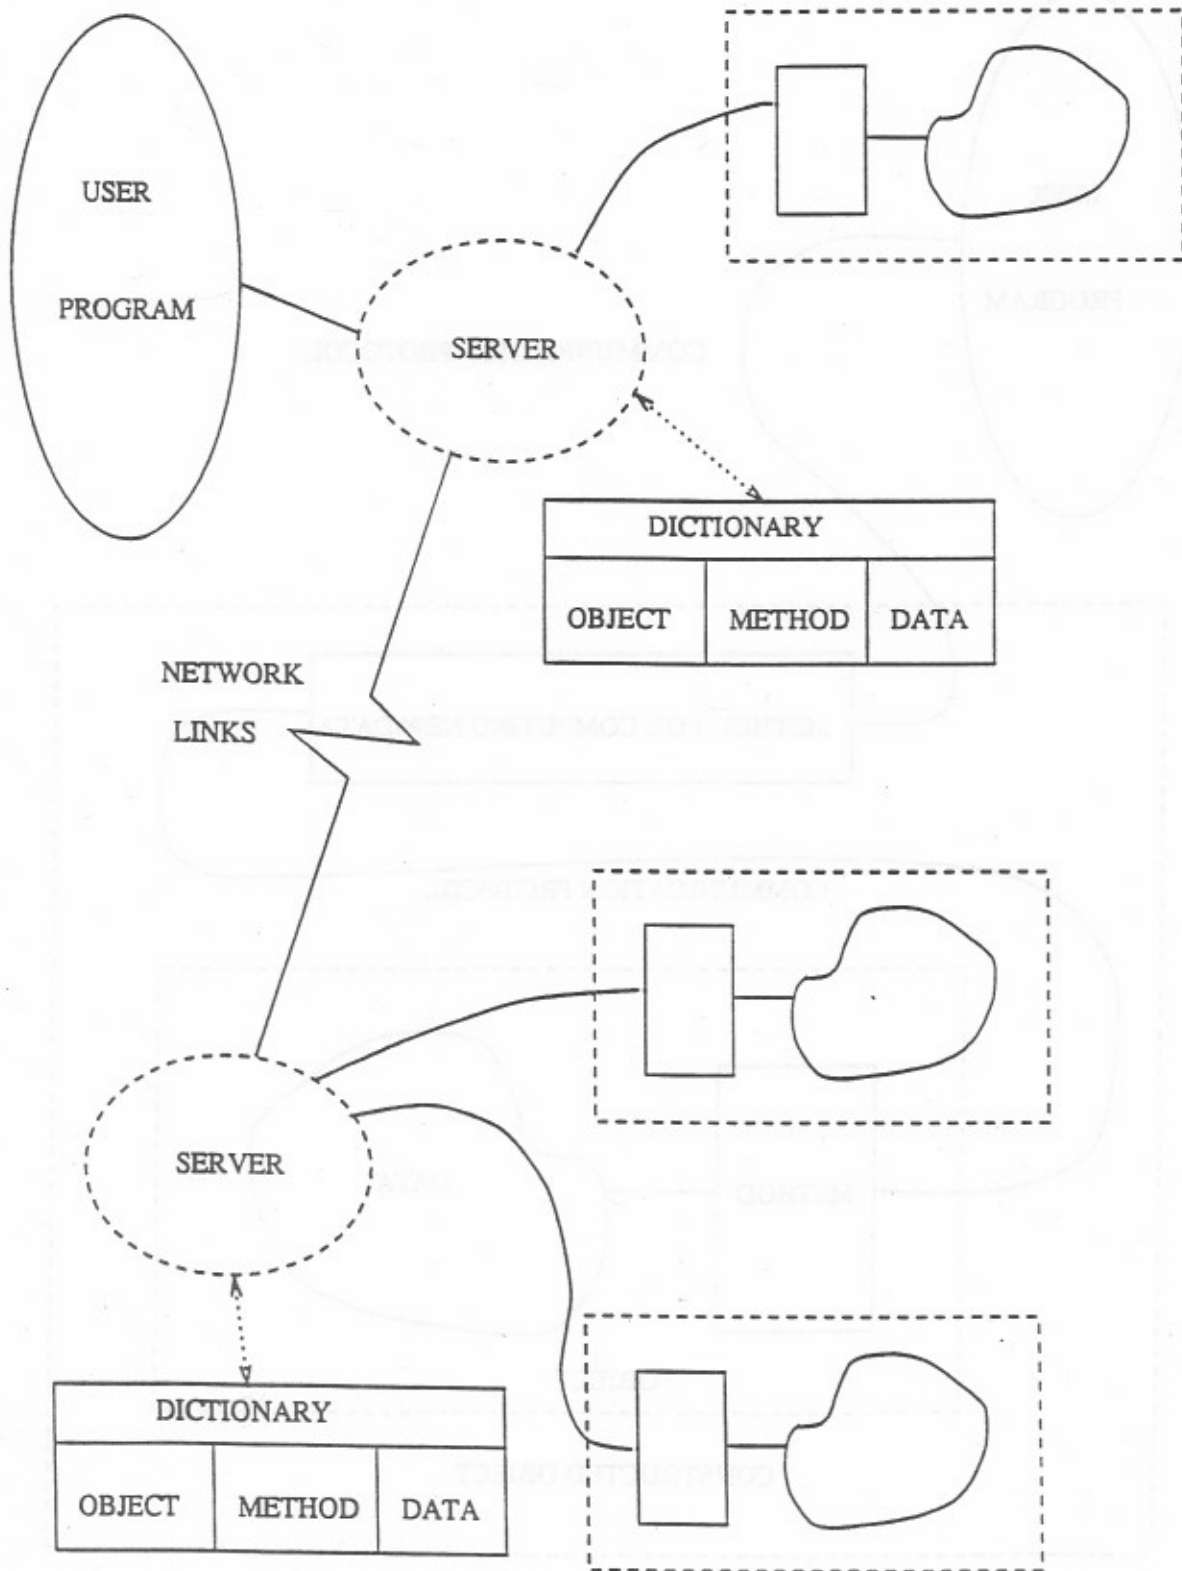 USER
PROGRAM
SERVER
DICTIONARY
OBJECT METHOD DATA
NETWORK
LINKS
SERVER
DICTIONARY
OBJECT METHOD DATA